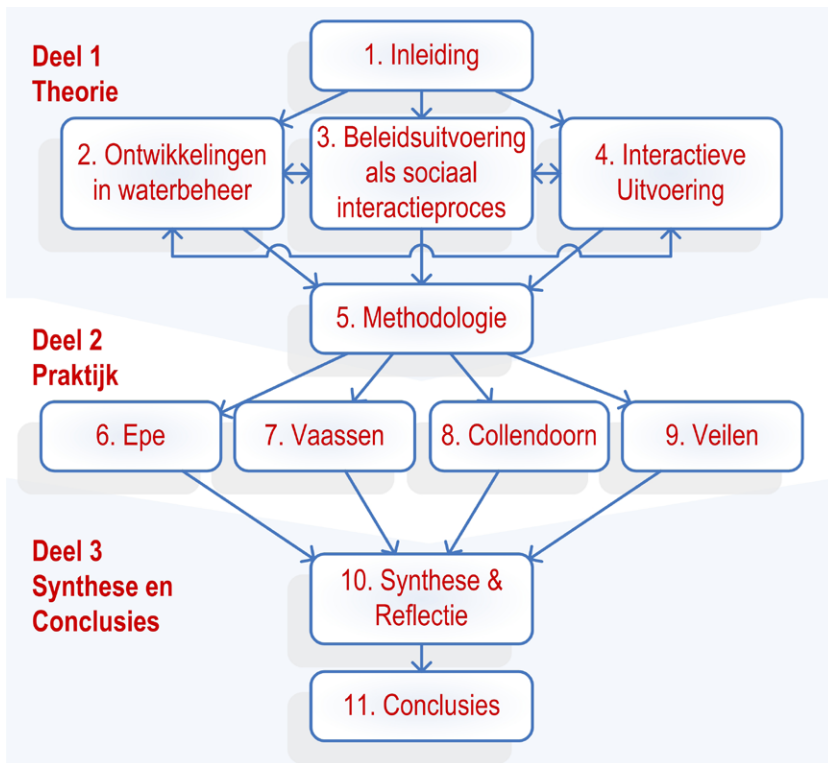 Deel 1
Theorie
1. Inleiding
2. Ontwikkelingen
in waterbeheer
3. Beleidsuitvoering
als sociaal
interactieproces
4. Interactieve
Uitvoering
5. Methodologie
Deel 2
Praktijk
6. Epe
7. Vaassen
8. Collendoorn
9. Veilen
Deel 3
Synthese en
Conclusies
10. Synthese &
Reflectie
11. Conclusies